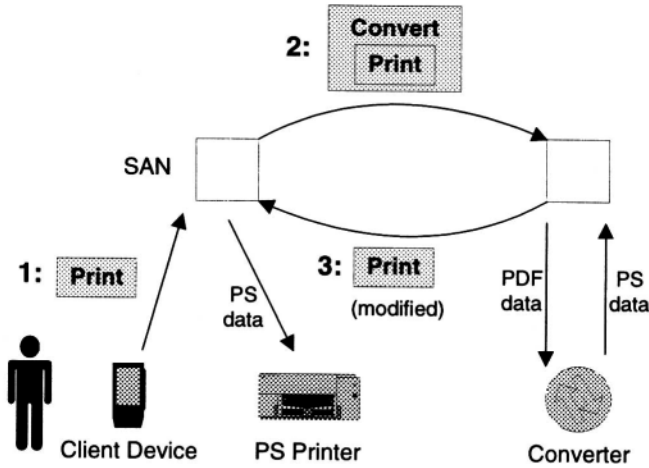 2:
Convert
Print
SAN
1:
Print
PS
data
3:
Print
(modified)
PDF
data
PS
data
Client Device
PS Printer
Converter